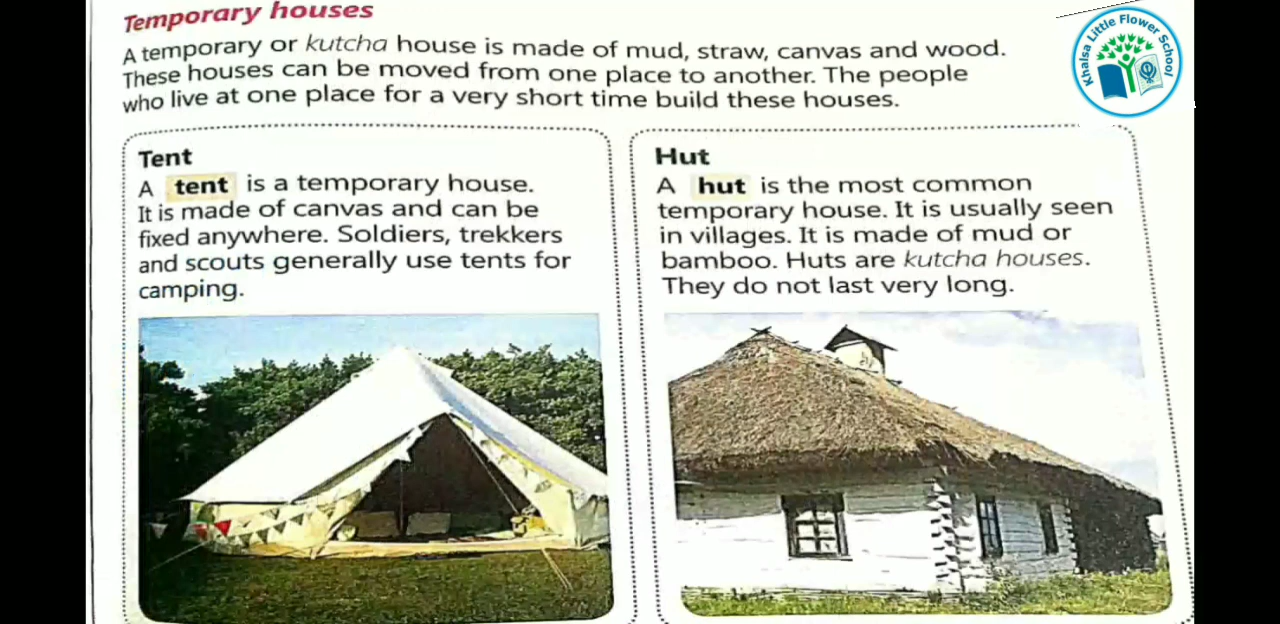 Temporary houses
A temporary or kutcha house is made of mud, straw, canvas and wood.
These houses can be moved from one place to another. The people
who live at one place for a very short time build these houses.
Tent
A tent is a temporary house.
It is made of canvas and can be
fixed anywhere. Soldiers, trekkers
and scouts generally use tents for
camping.
Hut
A hut is the most common
temporary house. It is usually seen
in villages. It is made of mud or
bamboo. Huts are kutcha houses.
They do not last very long.
Khalsa Little Flower School